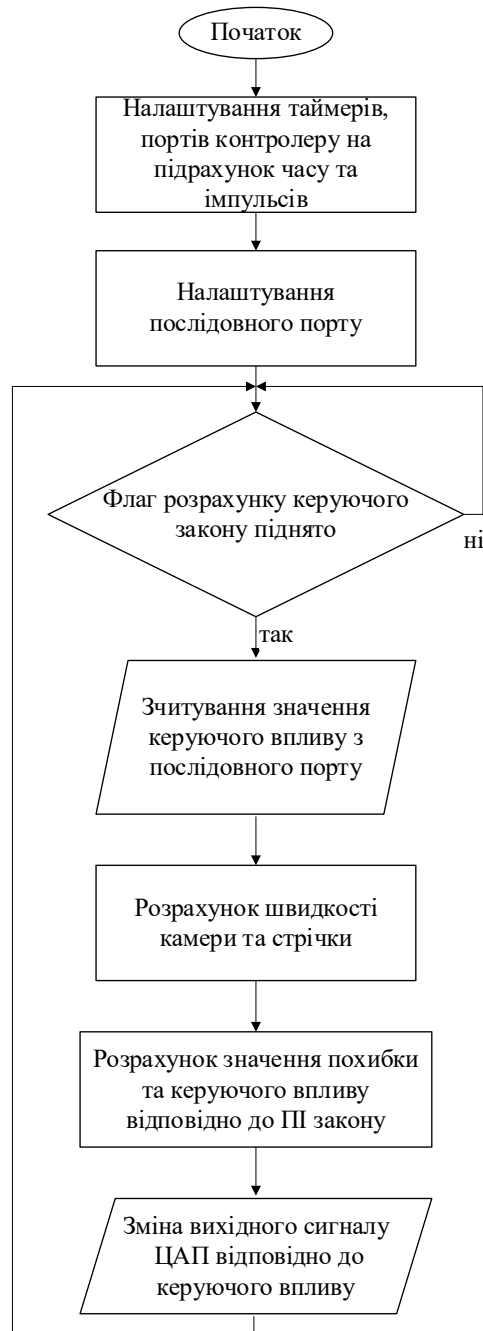 Початок
Налаштування таймерів,
портів контролеру на
підрахунок часу та
імпульсів
Налаштування
послідовного порту
Флаг розрахунку керуючого
закону піднято
ні
так
Зчитування значення
керуючого впливу з
послідовного порту
Розрахунок швидкості
камери та стрічки
Розрахунок значення похибки
та керуючого впливу
відповідно до ПІ закону
Зміна вихідного сигналу
ЦАП відповідно до
керуючого впливу